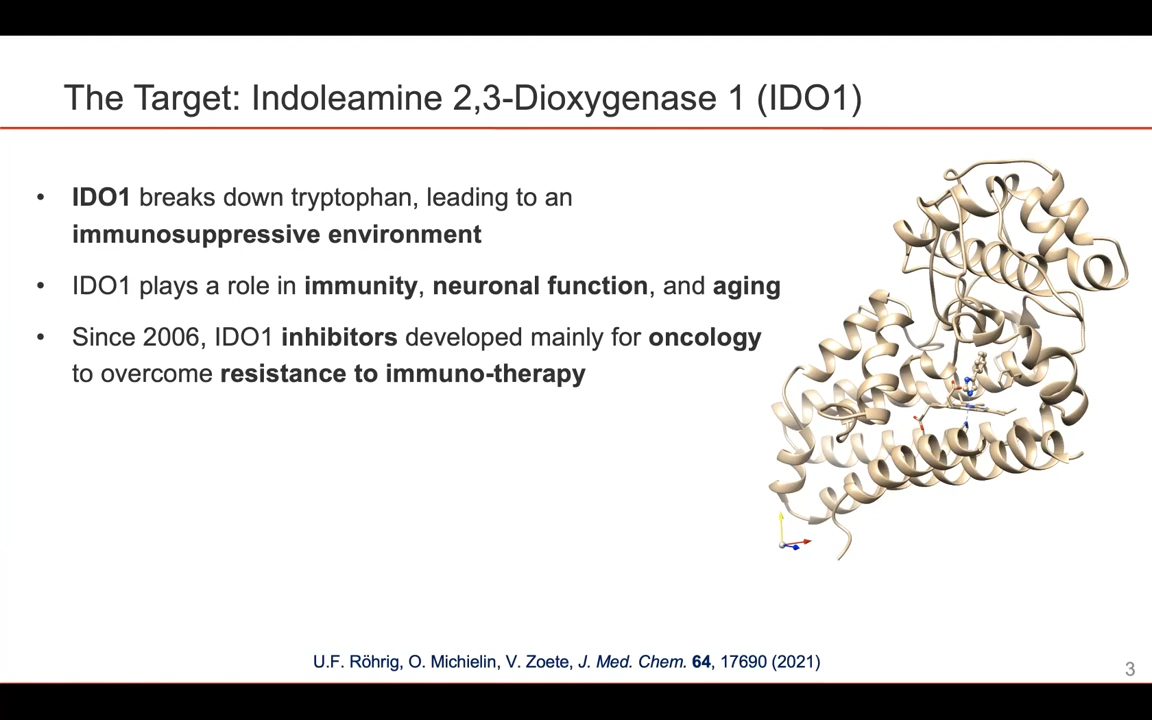 The Target: Indoleamine 2,3-Dioxygenase 1 (IDO1)
• IDO1 breaks down tryptophan, leading to an
immunosuppressive environment
• IDO1 plays a role in immunity, neuronal function, and aging
• Since 2006, IDO1 inhibitors developed mainly for oncology
to overcome resistance to immuno-therapy
U.F. Röhrig, O. Michielin, V. Zoete, J. Med. Chem. 64, 17690 (2021)
3